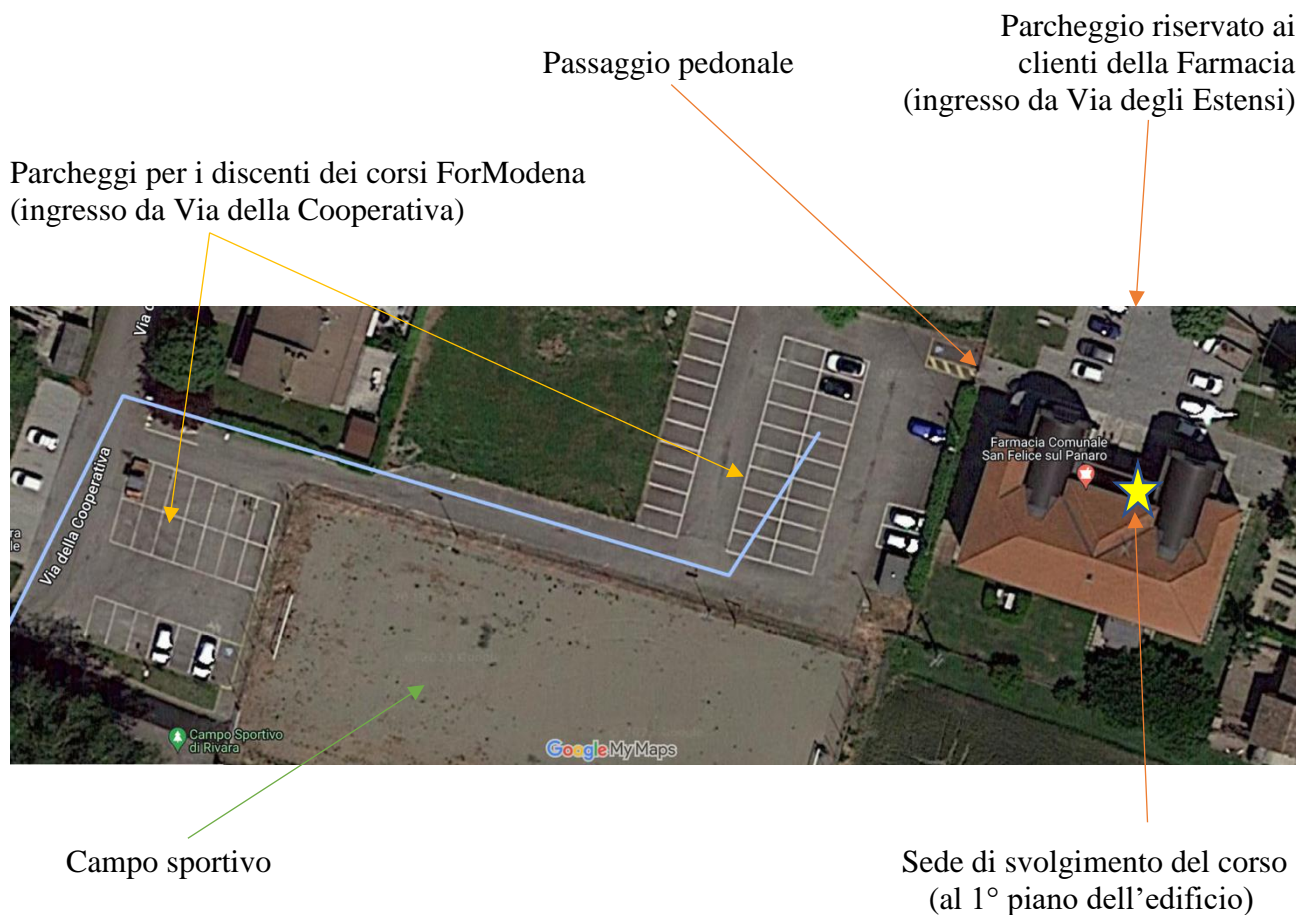 Parcheggio riservato ai
clienti della Farmacia
(ingresso da Via degli Estensi)
Passaggio pedonale
Parcheggi per i discenti dei corsi ForModena
(ingresso da Via della Cooperativa)
Via della Cooperativa
Farmacia Comunale
San Felice sul Panaro
Campo Sportivo
di Rivara
Google My Maps
Campo sportivo
Sede di svolgimento del corso
(al 1° piano dell'edificio)